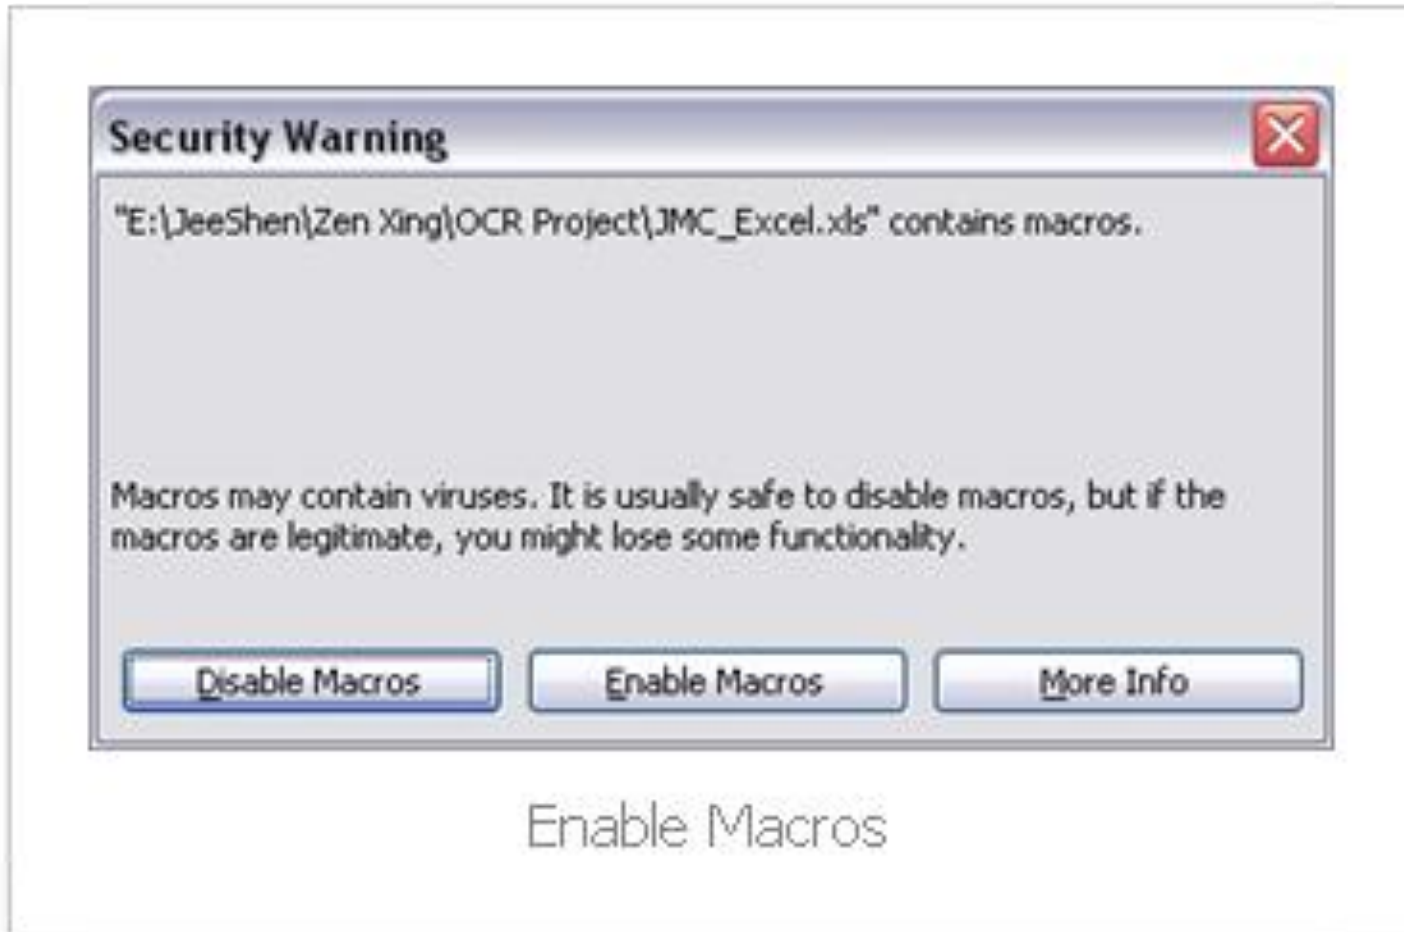 Security Warning
"E:\JeeShen\Zen Xing\OCR Project\JMC_Excel.xls" contains macros.
Macros may contain viruses. It is usually safe to disable macros, but if the
macros are legitimate, you might lose some functionality.
Disable Macros Enable Macros More Info
Enable Macros